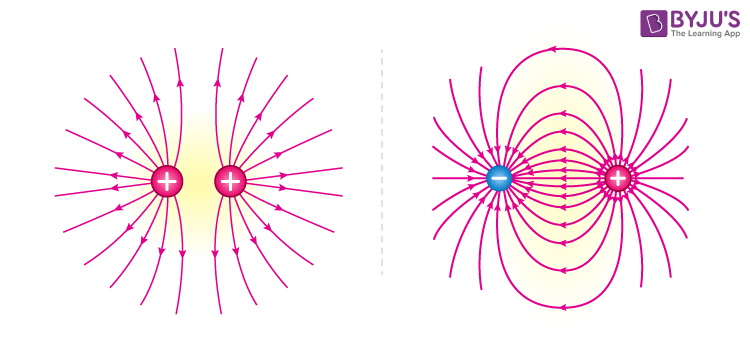 BYJU'S
The Learning App
+
+
−
+